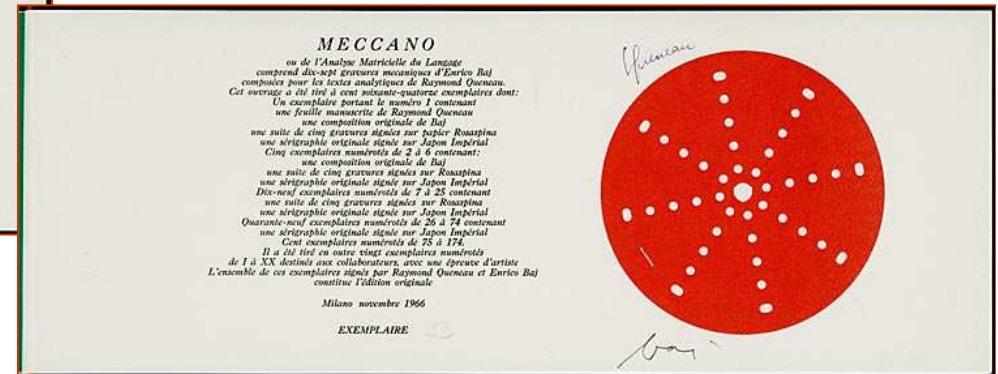 MECCANO
ou de l'Analyse Matricielle du Langage
comprend dix-sept gravures mecaniques d'Enrico Baj
composées pour les textes analytiques de Raymond Queneau.
Cet ouvrage a été tiré à cent soixante-quatorze exemplaires dont:
Un exemplaire portant le numéro 1 contenant
une feuille manuscrite de Raymond Queneau
une composition originale de Baj
une suite de cinq gravures signées sur papier Rosaspina
une sérigraphie originale signée sur Japon Impérial
Cinq exemplaires numérotés de 2 à 6 contenant:
une composition originale de Baj
une suite de cinq gravures signées sur Rosaspina
une sérigraphie originale signée sur Japon Impérial
Dix-neuf exemplaires numérotés de 7 à 25 contenant
une suite de cinq gravures signées sur Rosaspina
une sérigraphie originale signée sur Japon Impérial
Quarante-neuf exemplaires numérotés de 26 à 74 contenant
une sérigraphie originale signée sur Japon Impérial
Cent exemplaires numérotés de 75 à 174.
Il a été tiré en outre vingt exemplaires numérotés
de I à XX destinés aux collaborateurs, avec une épreuve d'artiste
L'ensemble de ces exemplaires signés par Raymond Queneau et Enrico Baj
constitue l'édition originale
Milano novembre 1966
EXEMPLAIRE
Queneau
baj